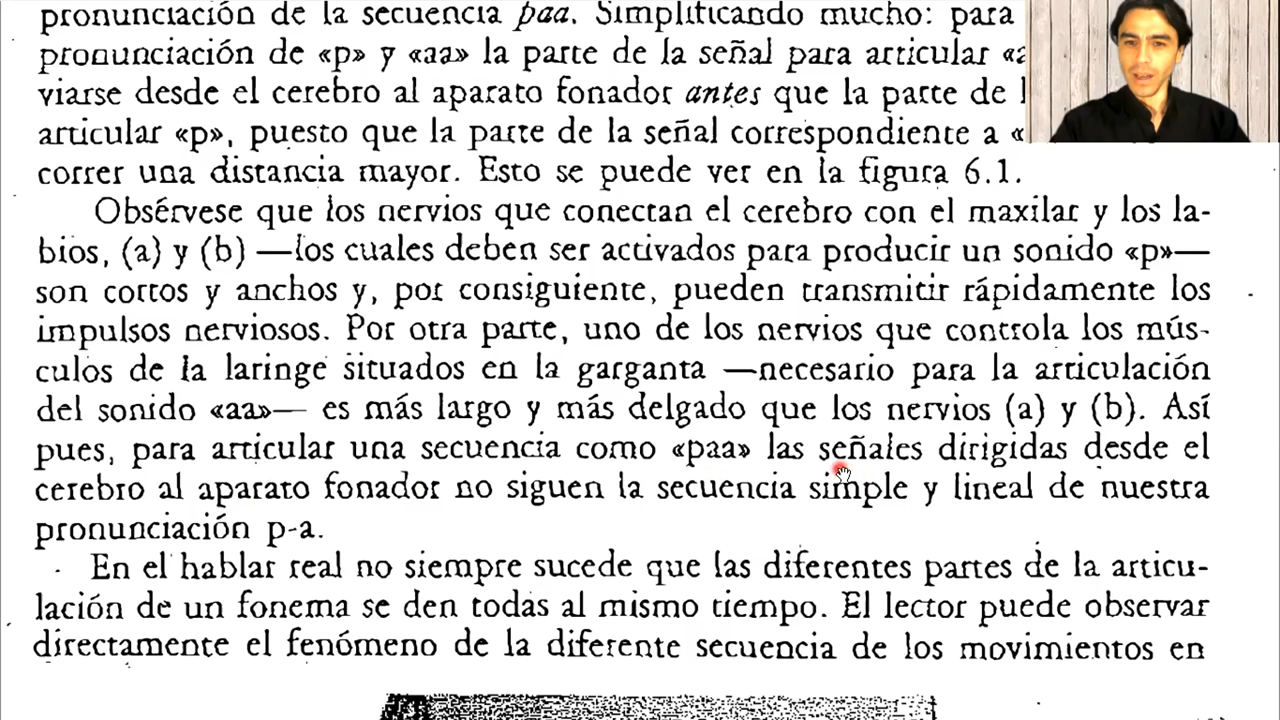 pronunciación de la secuencia paa. Simplificando mucho: para
pronunciación de «p» y «aa» la parte de la señal para articular «a
viarse desde el cerebro al aparato fonador antes que la parte de l
articular «p», puesto que la parte de la señal correspondiente a «
correr una distancia mayor. Esto se puede ver en la figura 6.1.
Obsérvese que los nervios que conectan el cerebro con el maxilar y los la-
bios, (a) y (b) —los cuales deben ser activados para producir un sonido «p»—
son cortos y anchos y, por consiguiente, pueden transmitir rápidamente los
impulsos nerviosos. Por otra parte, uno de los nervios que controla los mús-
culos de la laringe situados en la garganta —necesario para la articulación
del sonido «aa»— es más largo y más delgado que los nervios (a) y (b). Así
pues, para articular una secuencia como «paa» las señales dirigidas desde el
cerebro al aparato fonador no siguen la secuencia simple y lineal de nuestra
pronunciación p-a.
En el hablar real no siempre sucede que las diferentes partes de la articu-
lación de un fonema se den todas al mismo tiempo. El lector puede observar
directamente el fenómeno de la diferente secuencia de los movimientos en